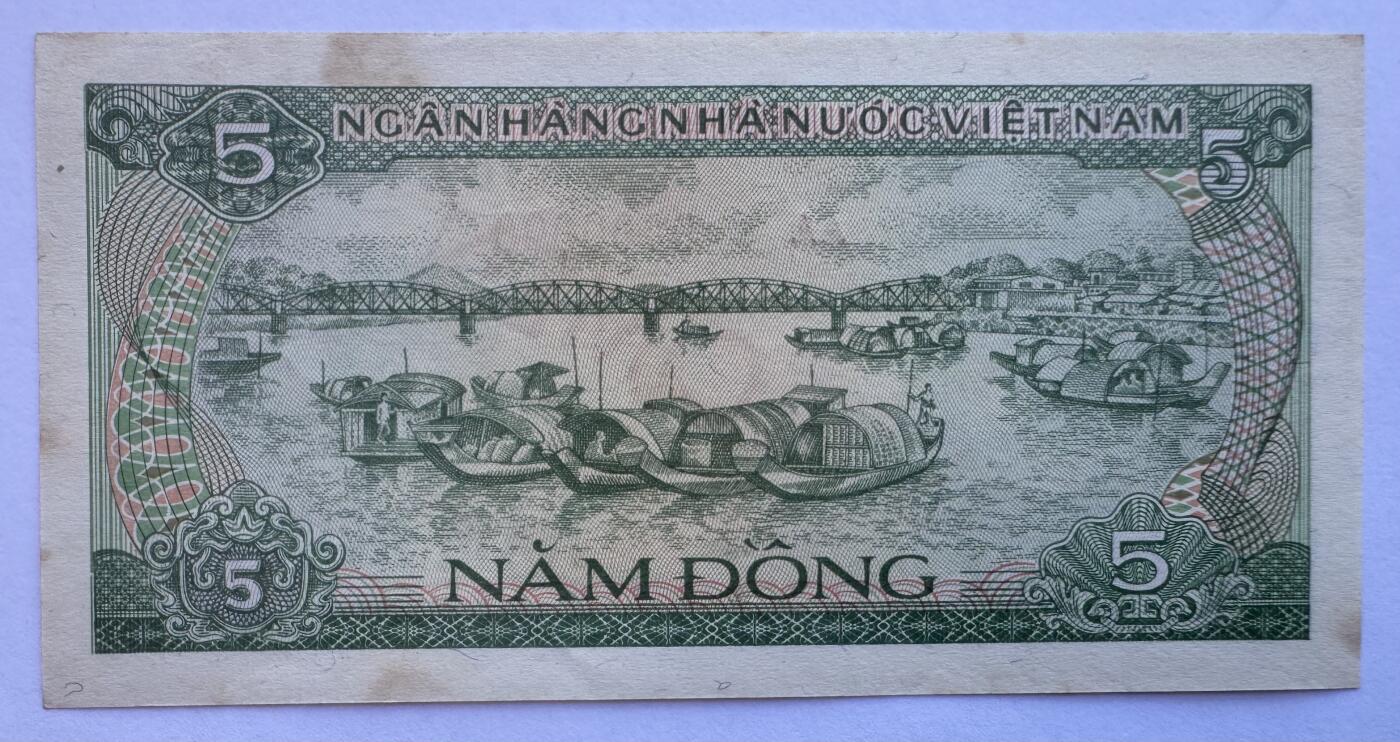 5 NGÂN HÀNG NHÀ NƯỚC VIỆT NAM 5
5 NĂM ĐỒNG 5